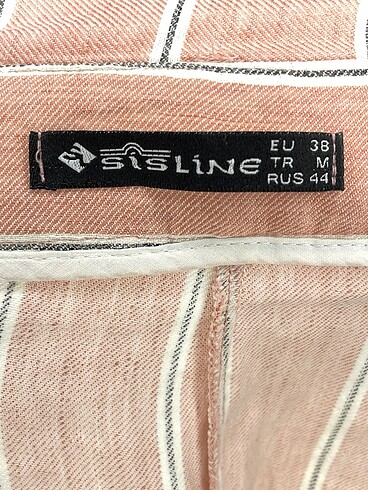 sisLiNE
EU 38
TR M
RUS 44